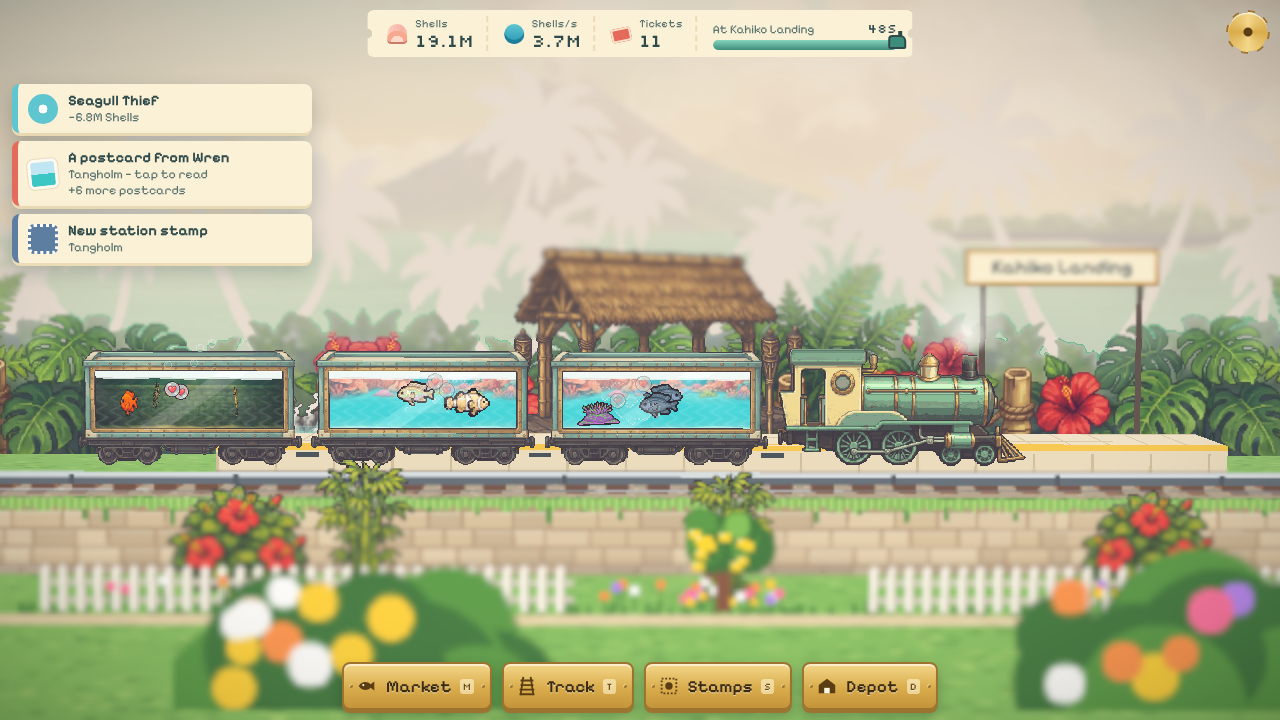 Shells
19.1M
Shells/s
3.7M
Tickets
11
At Kahiko Landing
48s
Seagull Thief
-6.8M Shells
A postcard from Wren
Tangholm - tap to read
+6 more postcards
New station stamp
Tangholm
Kahiko Landing
Market M
Track T
Stamps S
Depot D